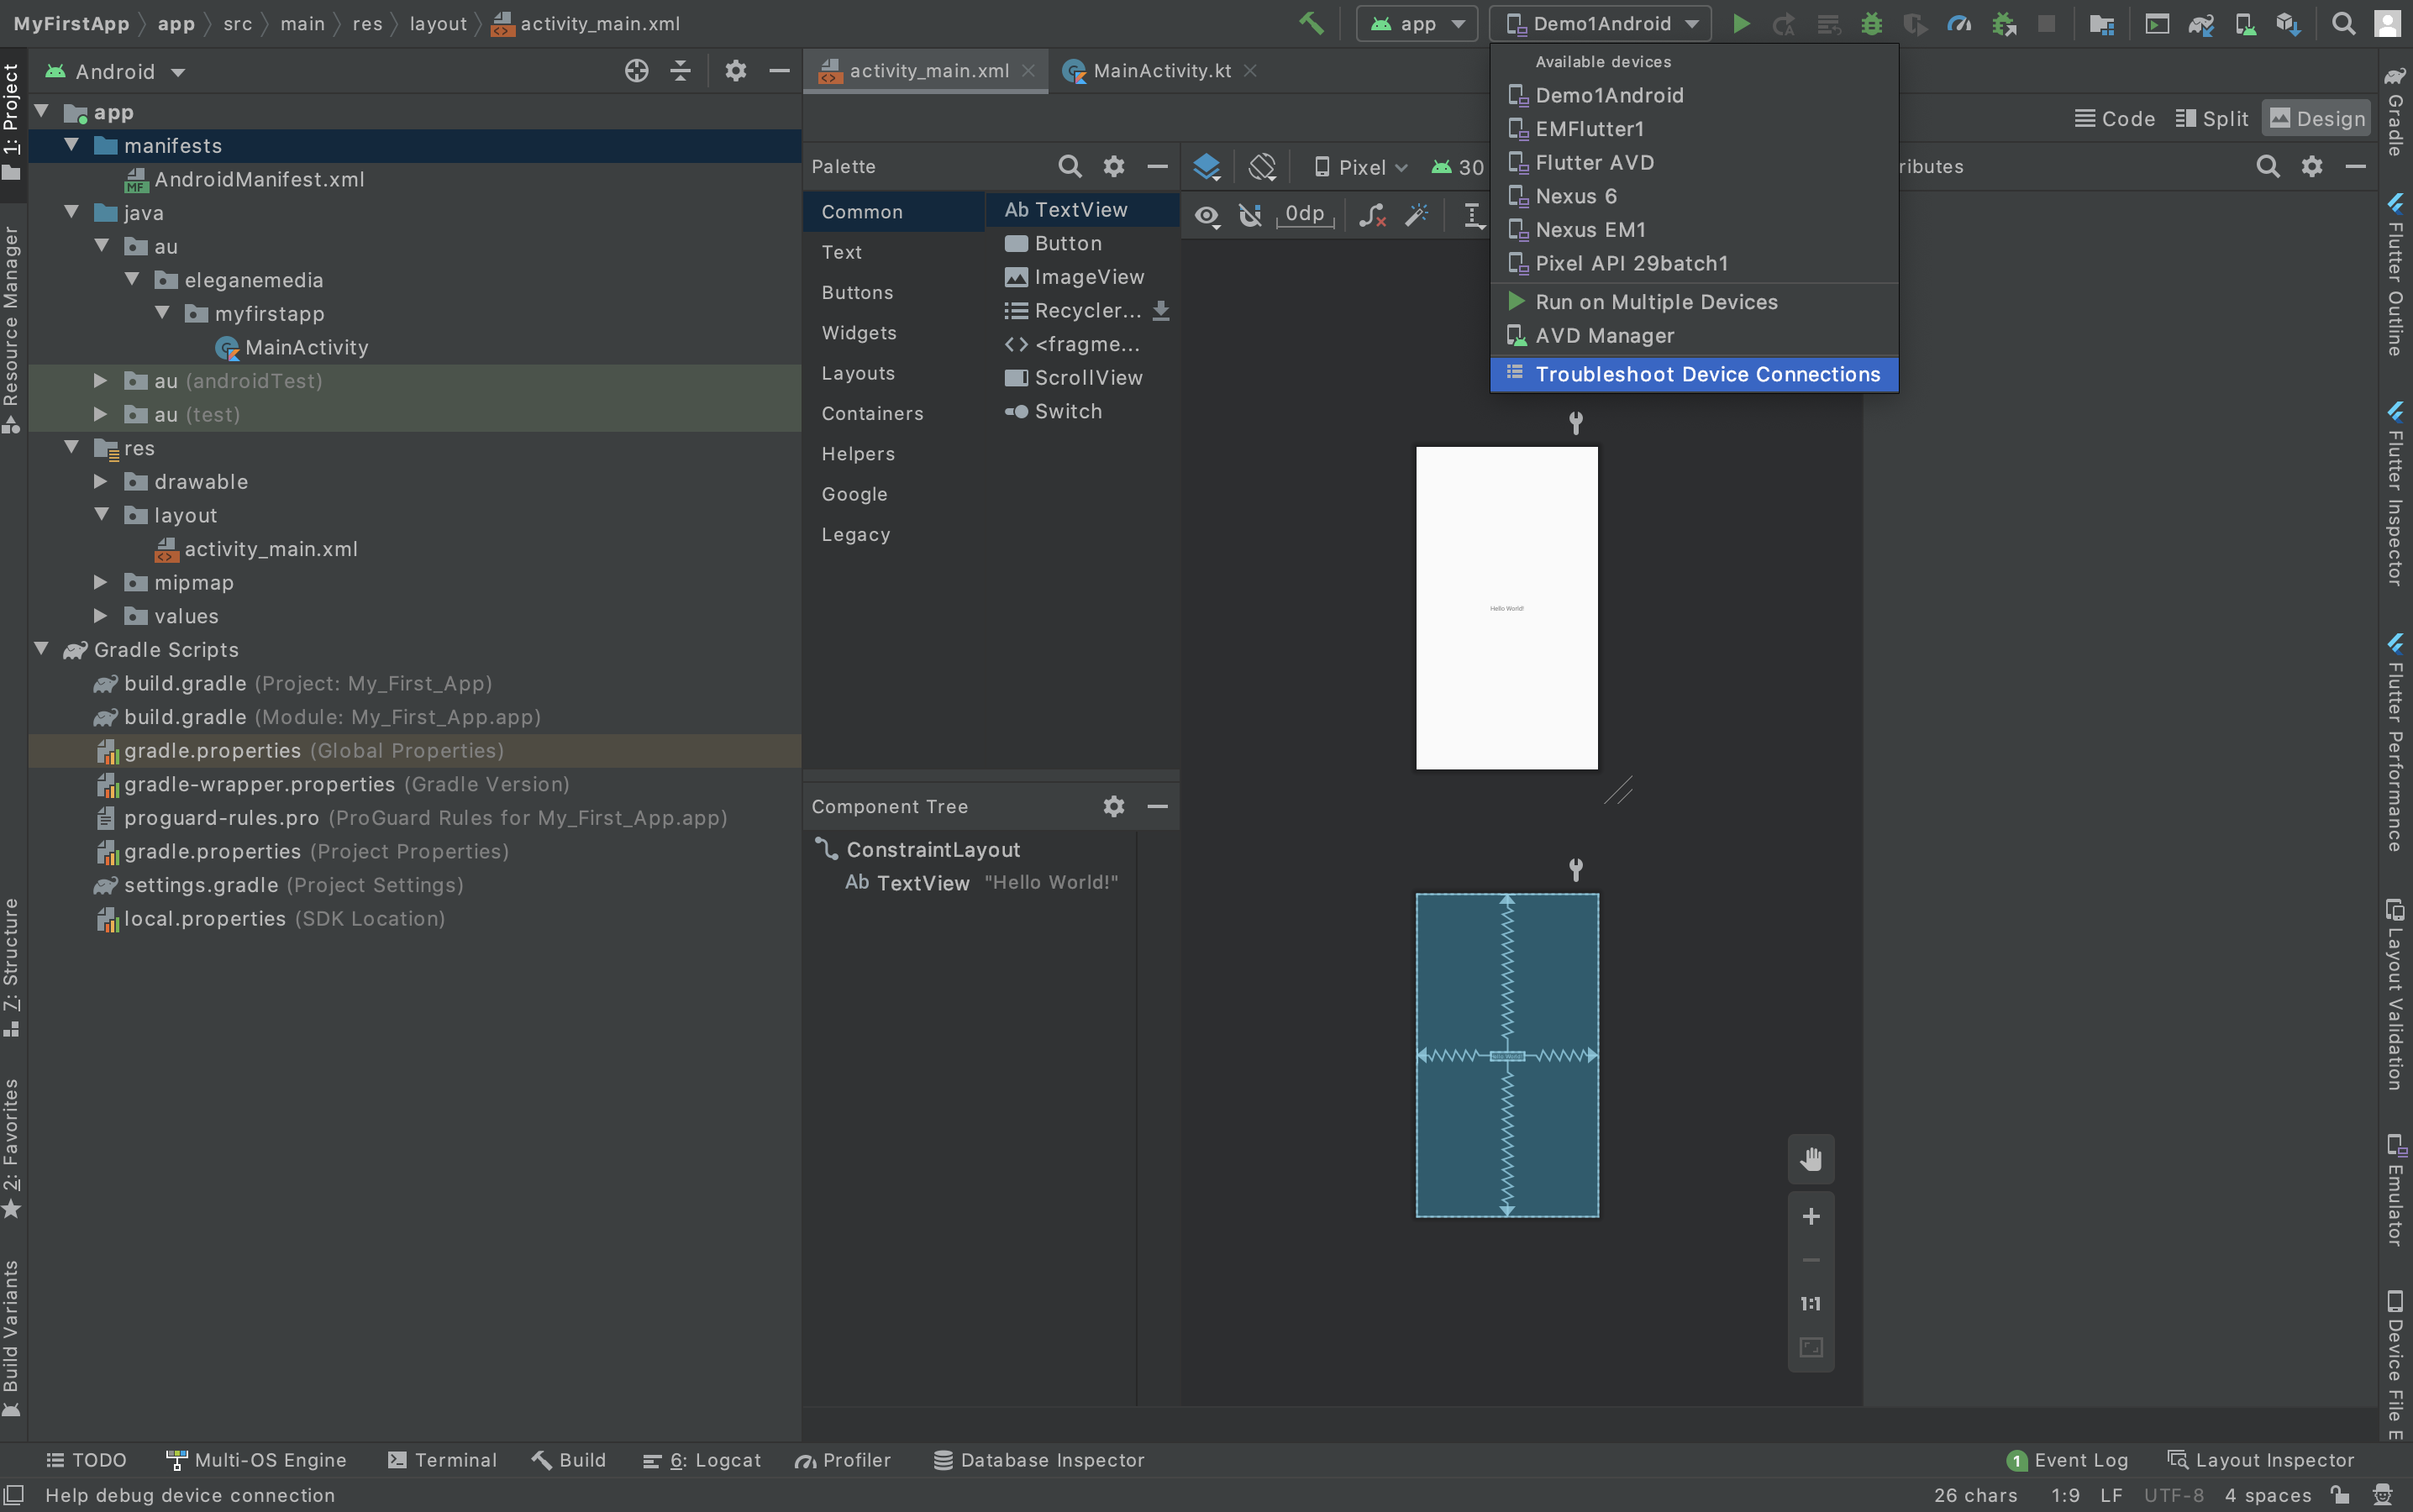 MyFirstApp app src main res layout activity_main.xml
app
Demo1Android
Available devices
Demo1Android
EMFlutter1
Flutter AVD
Nexus 6
Nexus EM1
Pixel API 29batch1
Run on Multiple Devices
AVD Manager
Troubleshoot Device Connections
1: Project
Resource Manager
Z: Structure
2: Favorites
Build Variants
Android
app
manifests
AndroidManifest.xml
java
au
eleganemedia
myfirstapp
MainActivity
au (androidTest)
au (test)
res
drawable
layout
activity_main.xml
mipmap
values
Gradle Scripts
build.gradle (Project: My_First_App)
build.gradle (Module: My_First_App.app)
gradle.properties (Global Properties)
gradle-wrapper.properties (Gradle Version)
proguard-rules.pro (ProGuard Rules for My_First_App.app)
gradle.properties (Project Properties)
settings.gradle (Project Settings)
local.properties (SDK Location)
activity_main.xml
MainActivity.kt
Code Split Design
Palette
Common
Text
Buttons
Widgets
Layouts
Containers
Helpers
Google
Legacy
Ab TextView
Button
ImageView
Recycler...
<fragme...
ScrollView
Switch
Pixel 30
0dp
ributes
Hello World!
Component Tree
ConstraintLayout
Ab TextView "Hello World!"
1:1
Gradle
Flutter Outline
Flutter Inspector
Flutter Performance
Layout Validation
Emulator
Device File E
TODO Multi-OS Engine Terminal Build 6: Logcat Profiler Database Inspector 1 Event Log Layout Inspector
Help debug device connection 26 chars 1:9 LF UTF-8 4 spaces